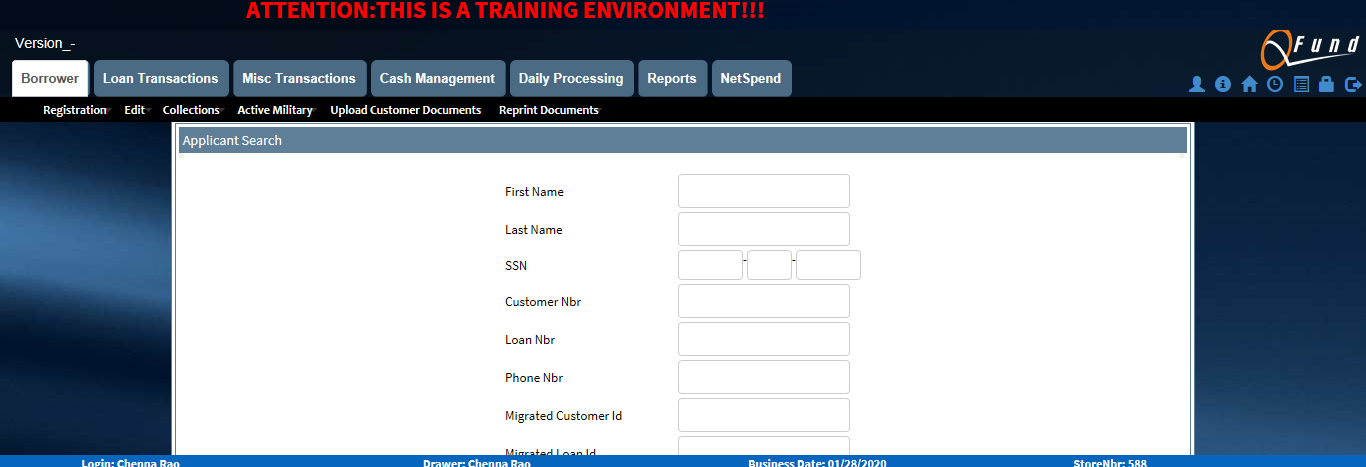 ATTENTION:THIS IS A TRAINING ENVIRONMENT!!!
Version_-
QFund
Borrower Loan Transactions Misc Transactions Cash Management Daily Processing Reports NetSpend
Registration Edit Collections Active Military Upload Customer Documents Reprint Documents
Applicant Search
First Name
Last Name
SSN - -
Customer Nbr
Loan Nbr
Phone Nbr
Migrated Customer Id
Migrated Loan Id
Login: Chenna Rao Drawer: Chenna Rao Business Date: 01/28/2020 StoreNbr: 588